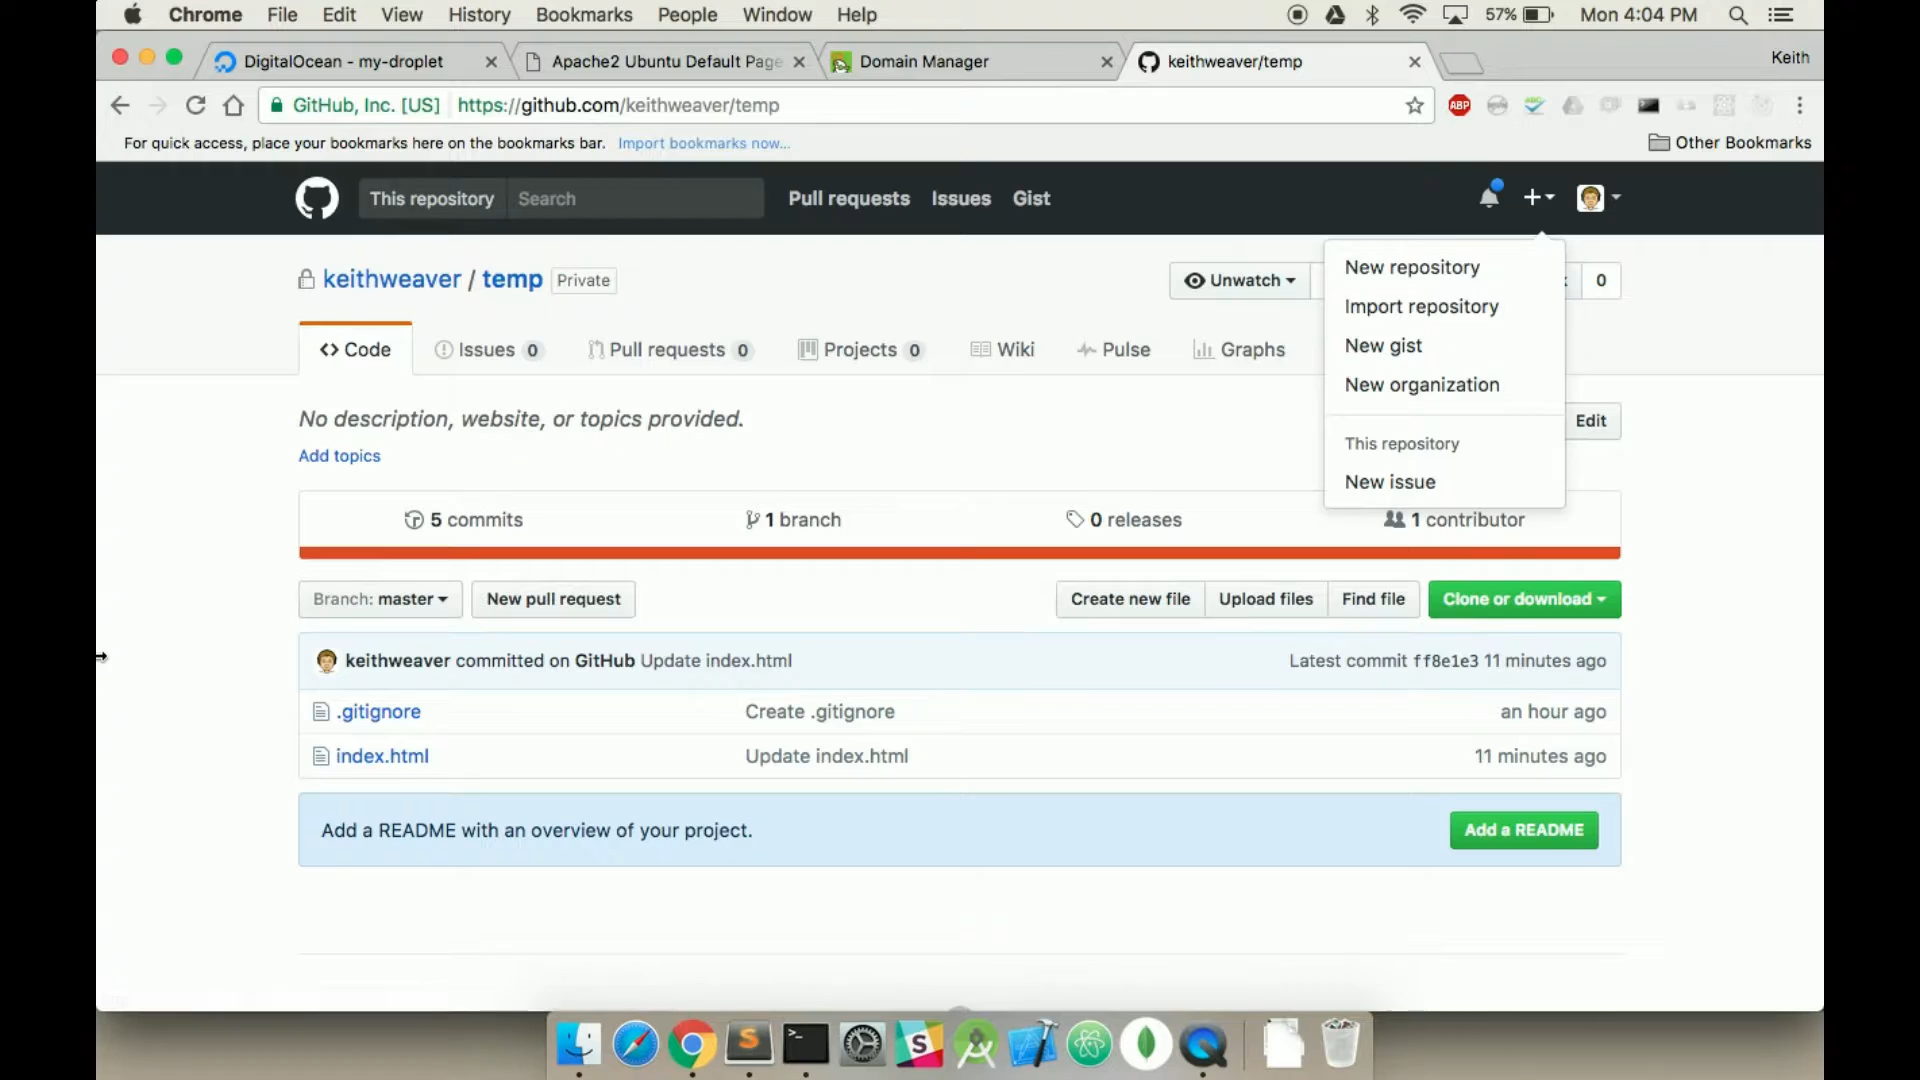 Chrome File Edit View History Bookmarks People Window Help 57% Mon 4:04 PM
DigitalOcean - my-droplet Apache2 Ubuntu Default Page Domain Manager keithweaver/temp Keith
GitHub, Inc. [US] https://github.com/keithweaver/temp ABP
For quick access, place your bookmarks here on the bookmarks bar. Import bookmarks now... Other Bookmarks
This repository Search Pull requests Issues Gist
keithweaver / temp Private Unwatch 0
New repository
Import repository
New gist
New organization
This repository
New issue
Code Issues 0 Pull requests 0 Projects 0 Wiki Pulse Graphs
No description, website, or topics provided. Edit
Add topics
5 commits 1 branch 0 releases 1 contributor
Branch: master New pull request Create new file Upload files Find file Clone or download
keithweaver committed on GitHub Update index.html Latest commit ff8e1e3 11 minutes ago
.gitignore Create .gitignore an hour ago
index.html Update index.html 11 minutes ago
Add a README with an overview of your project. Add a README